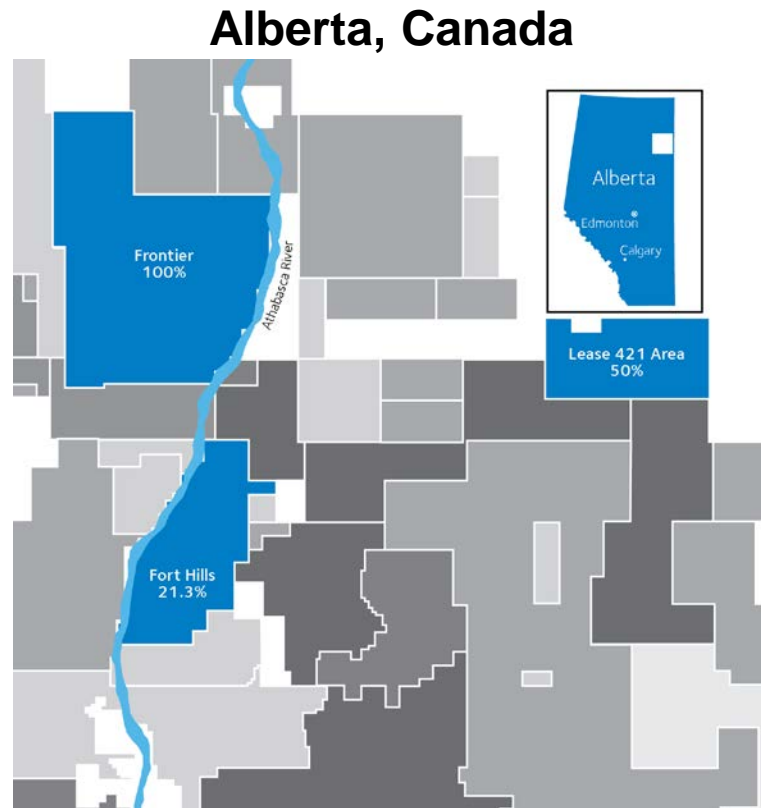 Alberta, Canada
Alberta
Edmonton
Calgary
Frontier
100%
Athabasca River
Lease 421 Area
50%
Fort Hills
21.3%